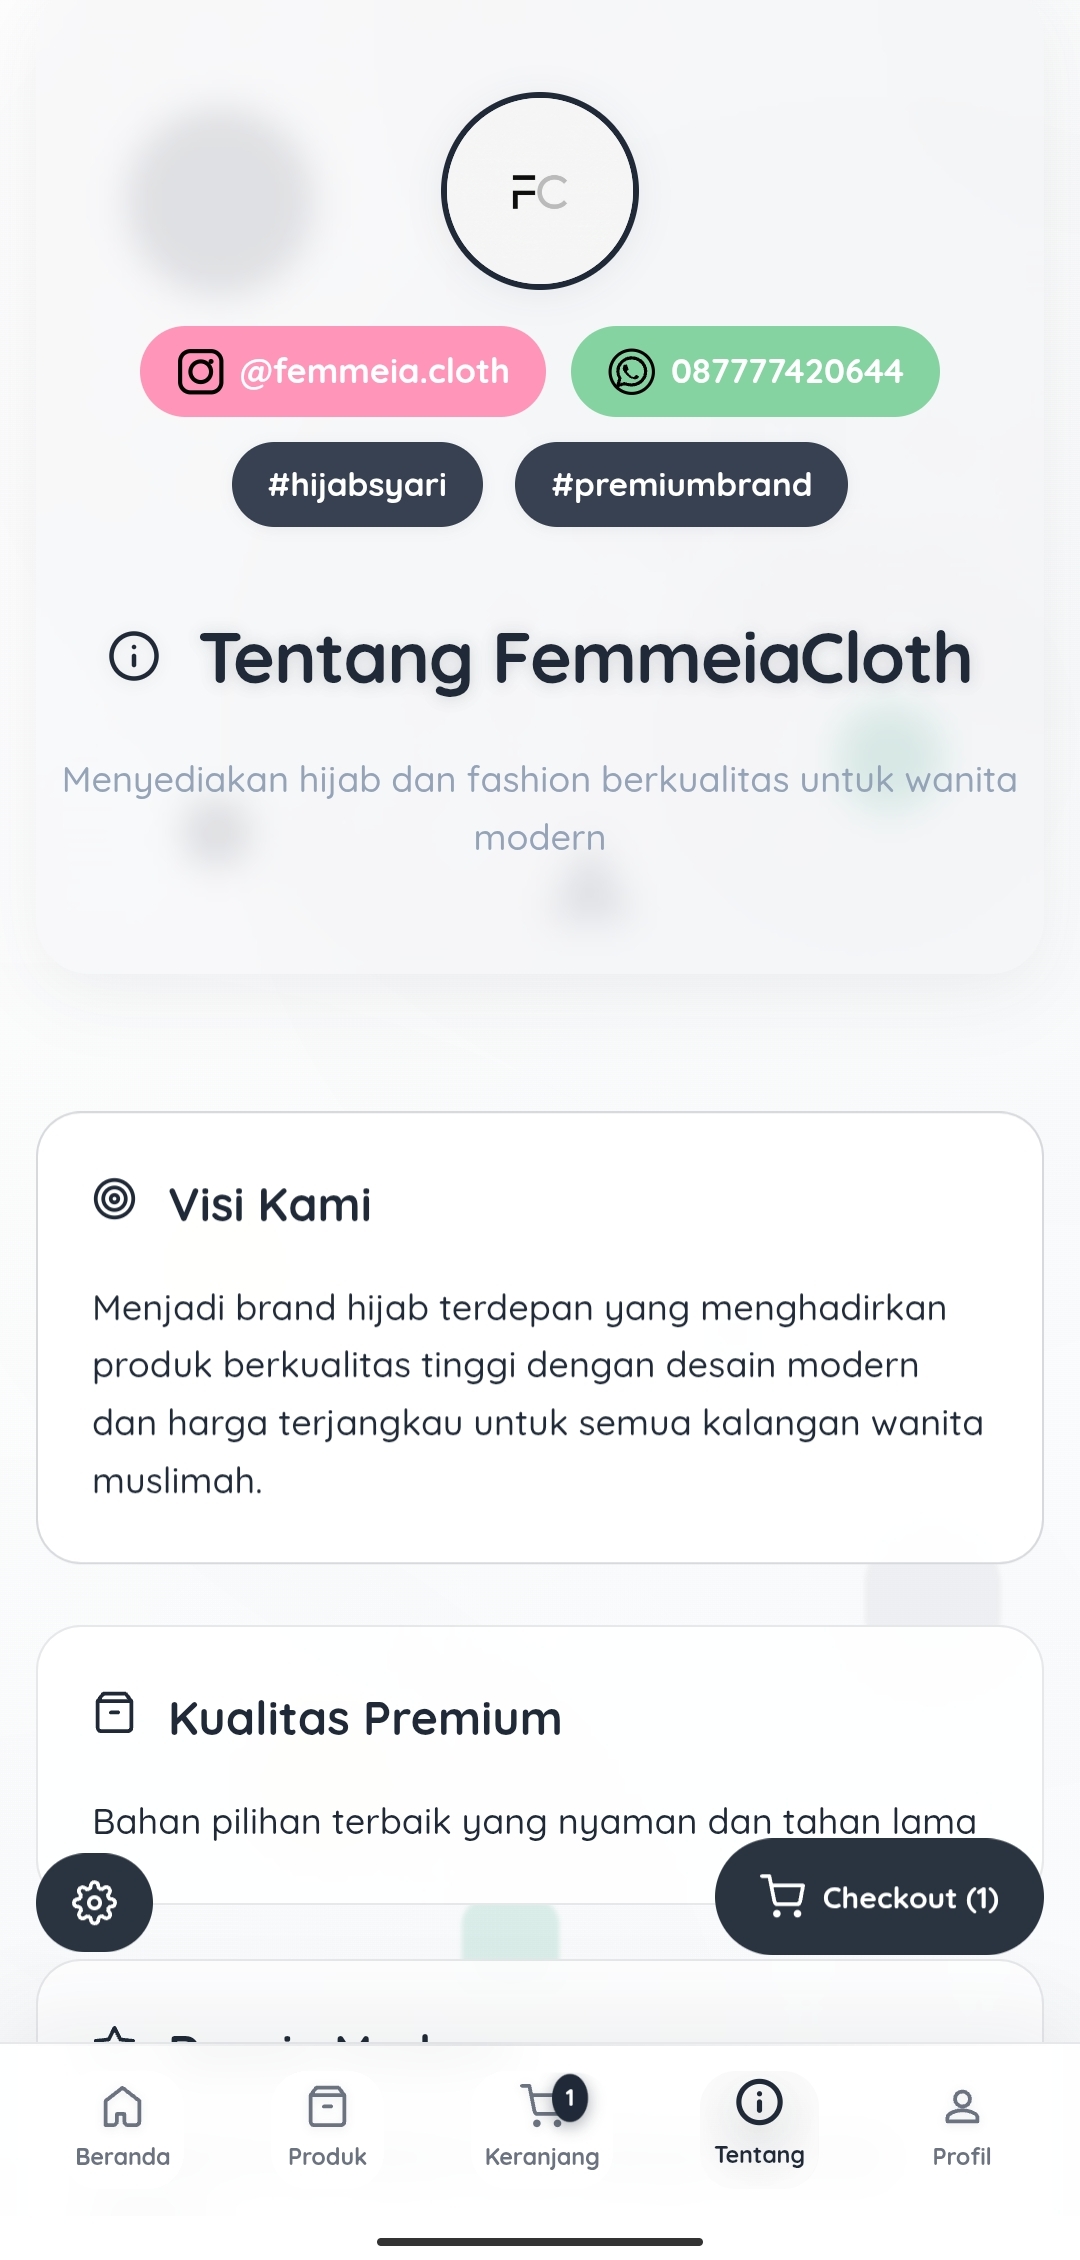 FC
@femmeia.cloth
087777420644
#hijabsyari
#premiumbrand
Tentang FemmeiaCloth
Menyediakan hijab dan fashion berkualitas untuk wanita
modern
Visi Kami
Menjadi brand hijab terdepan yang menghadirkan
produk berkualitas tinggi dengan desain modern
dan harga terjangkau untuk semua kalangan wanita
muslimah.
Kualitas Premium
Bahan pilihan terbaik yang nyaman dan tahan lama
Checkout (1)
1
Beranda
Produk
Keranjang
Tentang
Profil